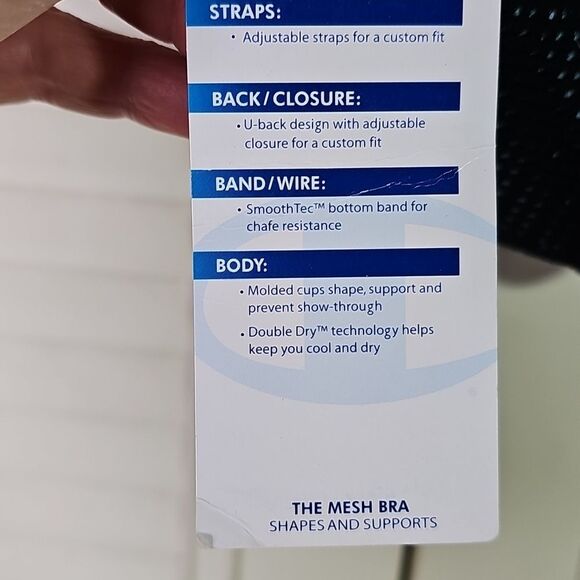 STRAPS:
• Adjustable straps for a custom fit
BACK/CLOSURE:
• U-back design with adjustable
closure for a custom fit
BAND/WIRE:
• SmoothTec™ bottom band for
chafe resistance
BODY:
• Molded cups shape, support and
prevent show-through
• Double Dry™ technology helps
keep you cool and dry
THE MESH BRA
SHAPES AND SUPPORTS